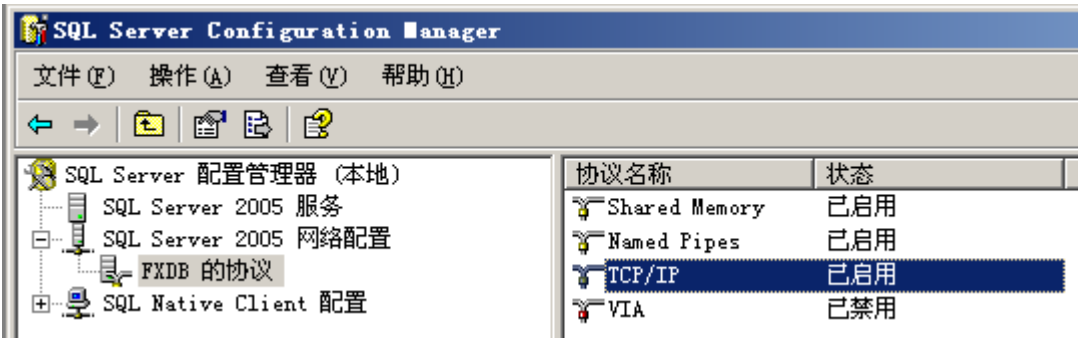 SQL Server Configuration Manager
文件(F) 操作(A) 查看(V) 帮助(H)
SQL Server 配置管理器 (本地)
SQL Server 2005 服务
SQL Server 2005 网络配置
FXDB 的协议
SQL Native Client 配置
协议名称 状态
Shared Memory 已启用
Named Pipes 已启用
TCP/IP 已启用
VIA 已禁用